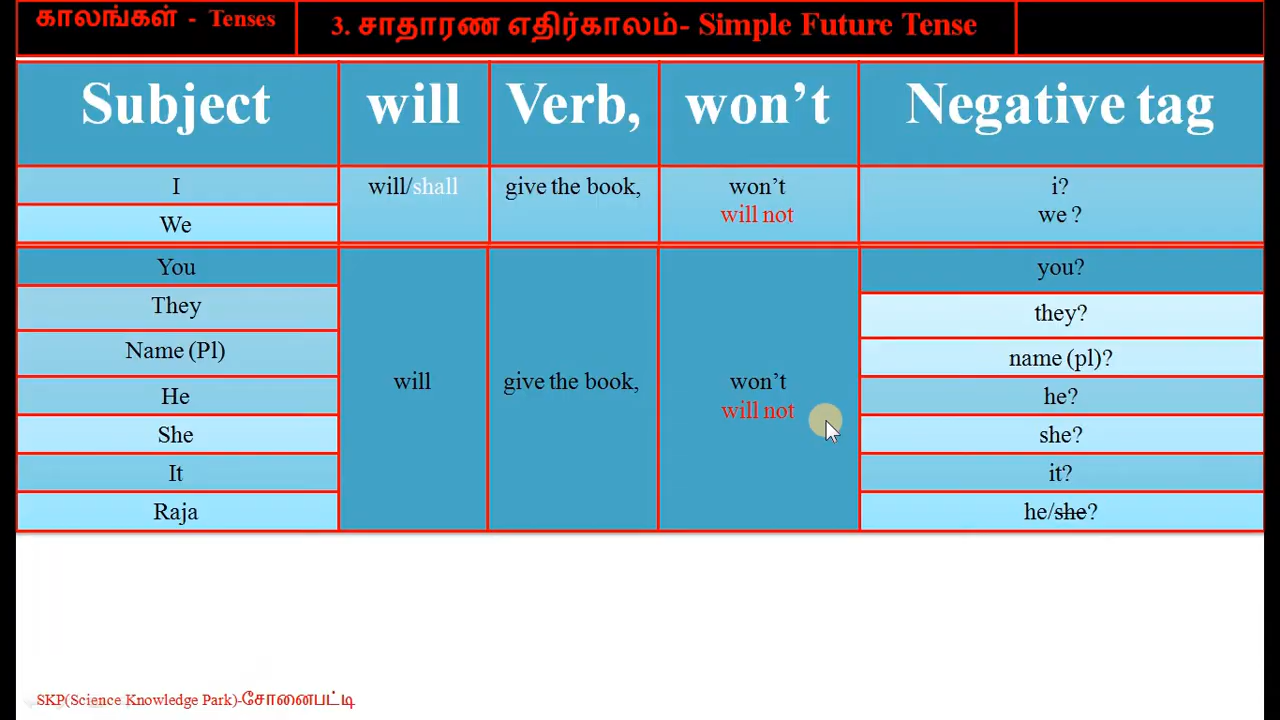 காலங்கள் - Tenses
3. சாதாரண எதிர்காலம்- Simple Future Tense
Subject will Verb, won't Negative tag
I will/shall give the book, won't i?
will not we ?
We
You you?
They they?
Name (Pl) name (pl)?
will give the book, won't
He he?
will not
She she?
It it?
Raja he/she?
SKP(Science Knowledge Park)-சோனைபட்டி